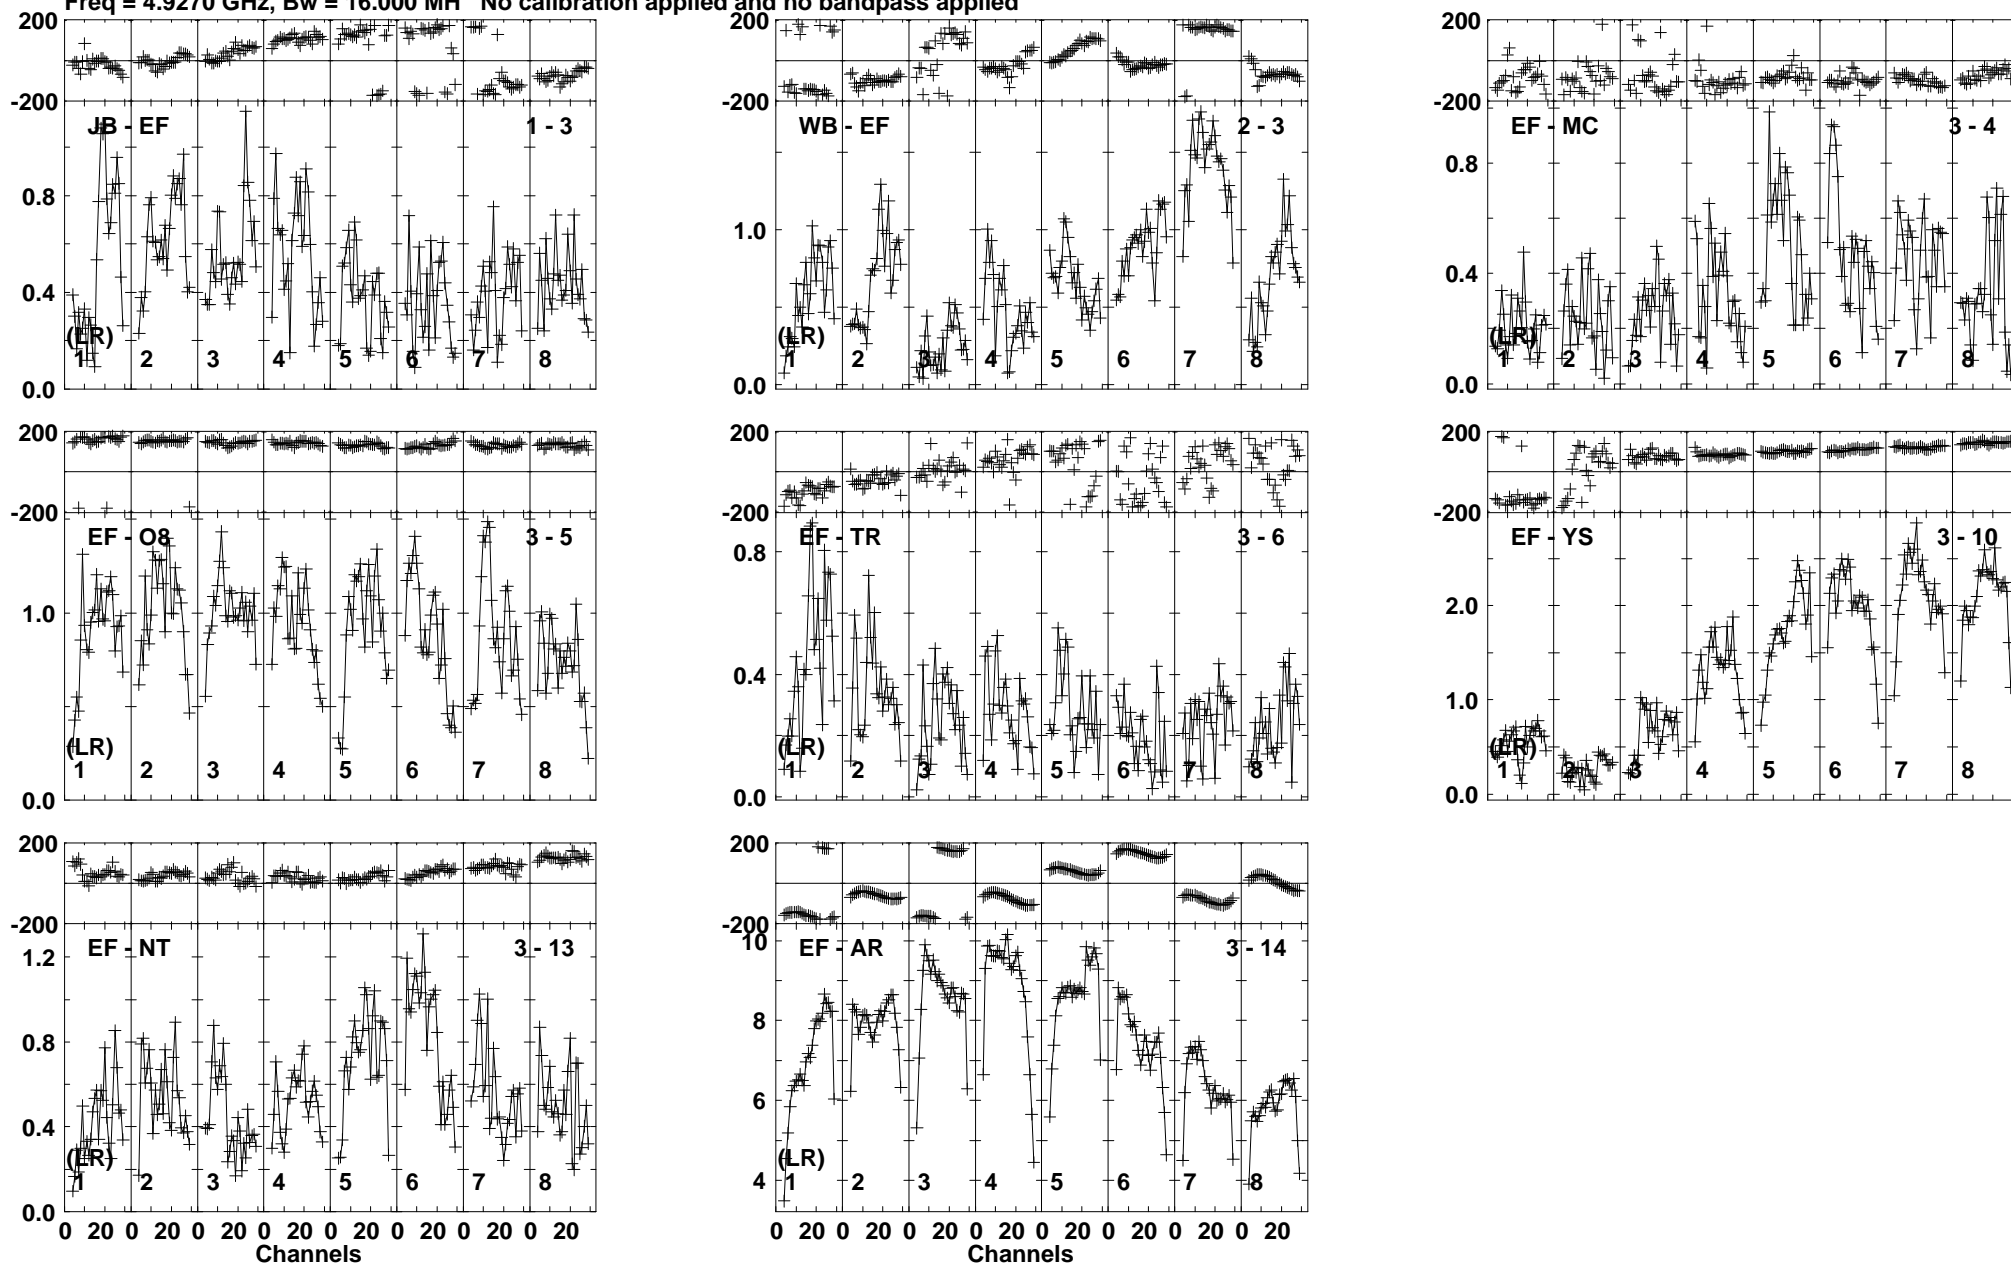 Freq = 4.9270 GHz, Bw = 16.000 MH No calibration applied and no bandpass applied
200
-200
JB - EF
1 - 3
0.8
0.4
0.0
(LR)
1 2 3 4 5 6 7 8
200
-200
WB - EF
2 - 3
1.0
0.0
(LR)
1 2 3 4 5 6 7 8
200
-200
EF - MC
3 - 4
0.8
0.4
0.0
(LR)
1 2 3 4 5 6 7 8
200
-200
EF - O8
3 - 5
1.0
0.0
(LR)
1 2 3 4 5 6 7 8
200
-200
EF - TR
3 - 6
0.8
0.4
0.0
(LR)
1 2 3 4 5 6 7 8
200
-200
EF - YS
3 - 10
2.0
1.0
0.0
(LR)
1 2 3 4 5 6 7 8
200
-200
EF - NT
3 - 13
1.2
0.8
0.4
0.0
(LR)
1 2 3 4 5 6 7 8
0 20 0 20 0 20 0 20 0 20 0 20 0 20 0 20
Channels
200
-200
EF - AR
3 - 14
10
8
6
4
(LR)
1 2 3 4 5 6 7 8
0 20 0 20 0 20 0 20 0 20 0 20 0 20 0 20
Channels